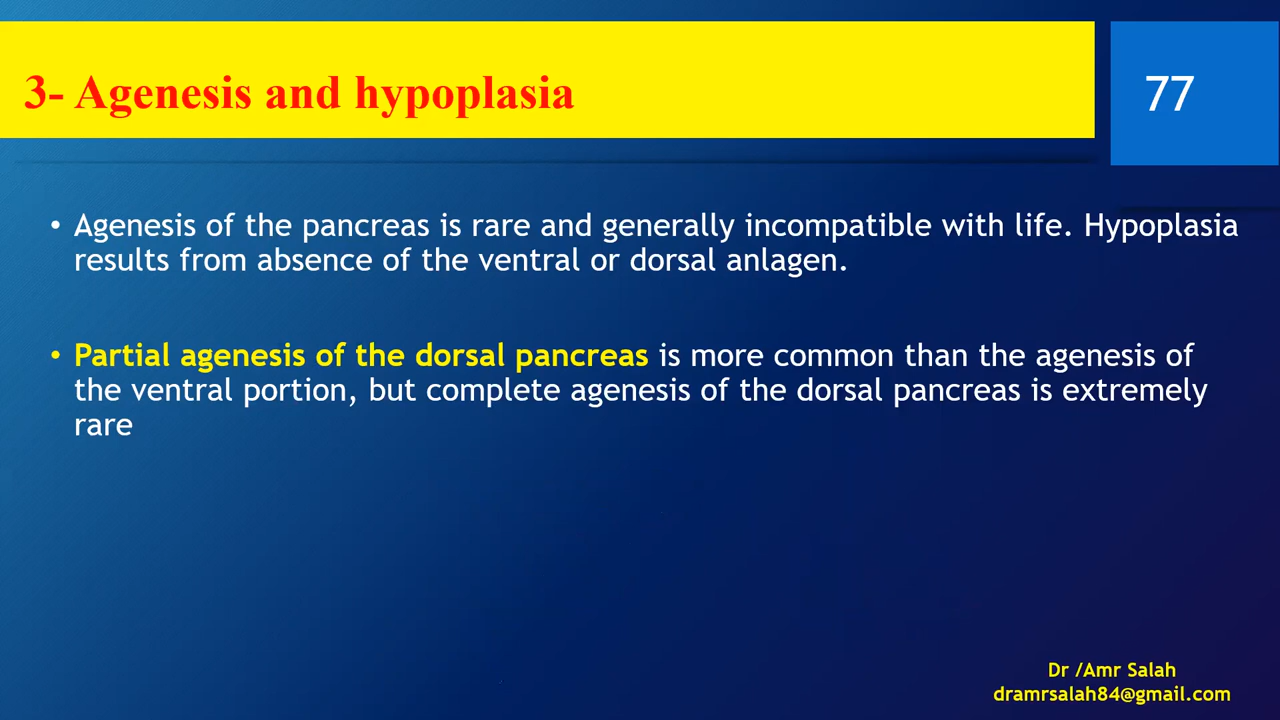 3- Agenesis and hypoplasia
77
• Agenesis of the pancreas is rare and generally incompatible with life. Hypoplasia
results from absence of the ventral or dorsal anlagen.
• Partial agenesis of the dorsal pancreas is more common than the agenesis of
the ventral portion, but complete agenesis of the dorsal pancreas is extremely
rare
Dr /Amr Salah
dramrsalah84@gmail.com